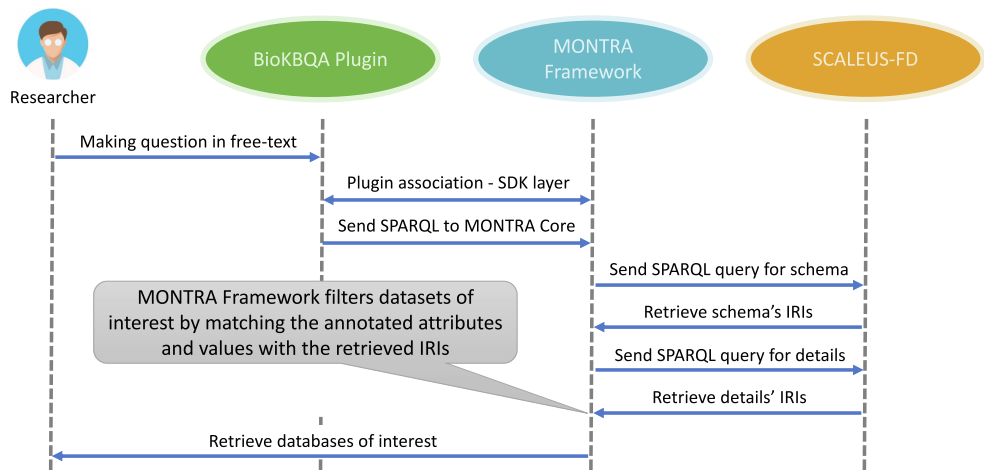 BioKBQA Plugin
MONTRA
Framework
SCALEUS-FD
Researcher
Making question in free-text
Plugin association - SDK layer
Send SPARQL to MONTRA Core
Send SPARQL query for schema
MONTRA Framework filters datasets of
interest by matching the annotated attributes
and values with the retrieved IRIs
Retrieve schema’s IRIs
Send SPARQL query for details
Retrieve details’ IRIs
Retrieve databases of interest